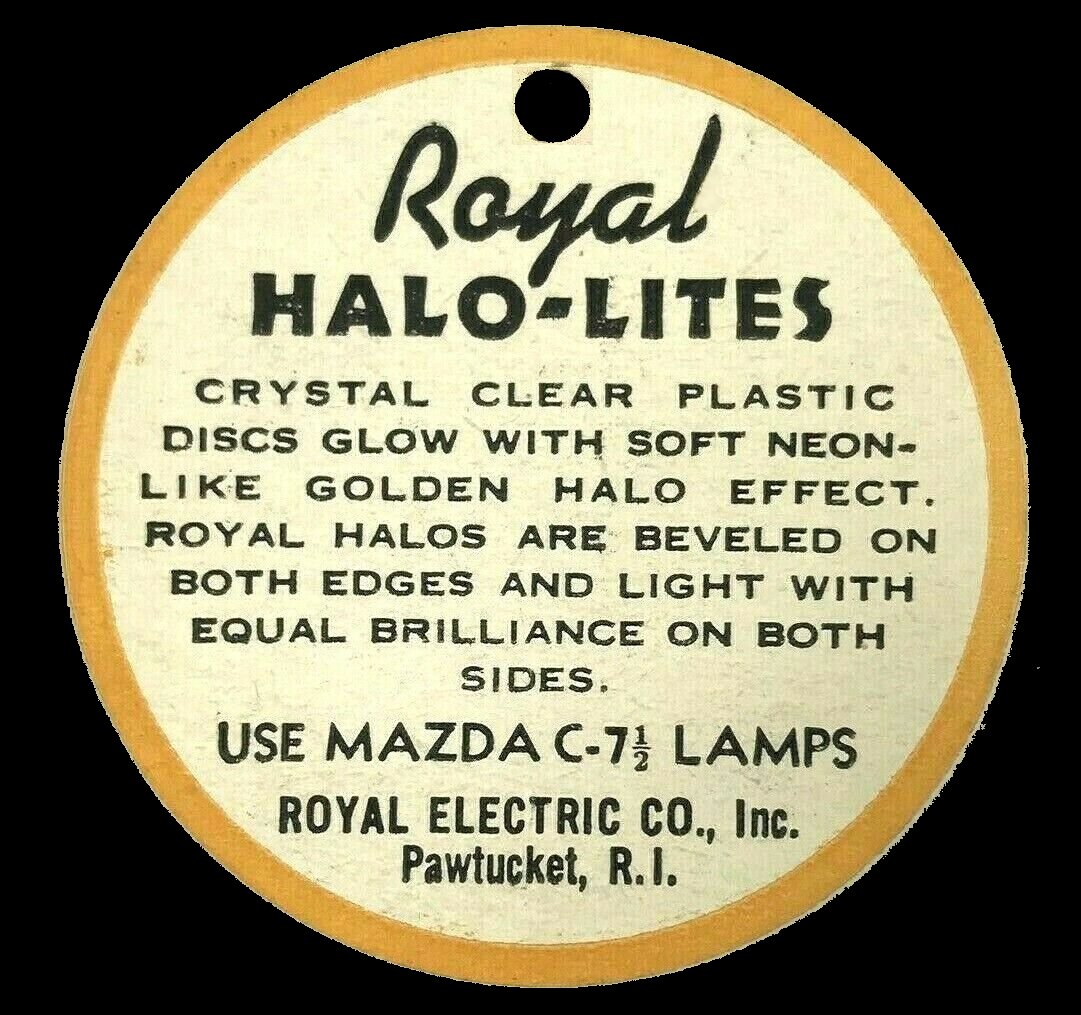 Royal
HALO-LITES
CRYSTAL CLEAR PLASTIC
DISCS GLOW WITH SOFT NEON-
LIKE GOLDEN HALO EFFECT.
ROYAL HALOS ARE BEVELED ON
BOTH EDGES AND LIGHT WITH
EQUAL BRILLIANCE ON BOTH
SIDES.
USE MAZDA C-7½ LAMPS
ROYAL ELECTRIC CO., Inc.
Pawtucket, R.I.